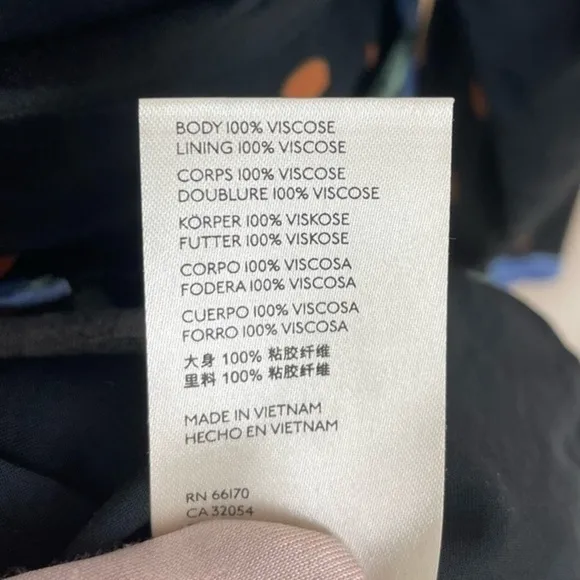 BODY 100% VISCOSE
LINING 100% VISCOSE
CORPS 100% VISCOSE
DOUBLURE 100% VISCOSE
KÖRPER 100% VISKOSE
FUTTER 100% VISKOSE
CORPO 100% VISCOSA
FODERA 100% VISCOSA
CUERPO 100% VISCOSA
FORRO 100% VISCOSA
大身 100% 粘胶纤维
里料 100% 粘胶纤维
MADE IN VIETNAM
HECHO EN VIETNAM
RN 66170
CA 32054